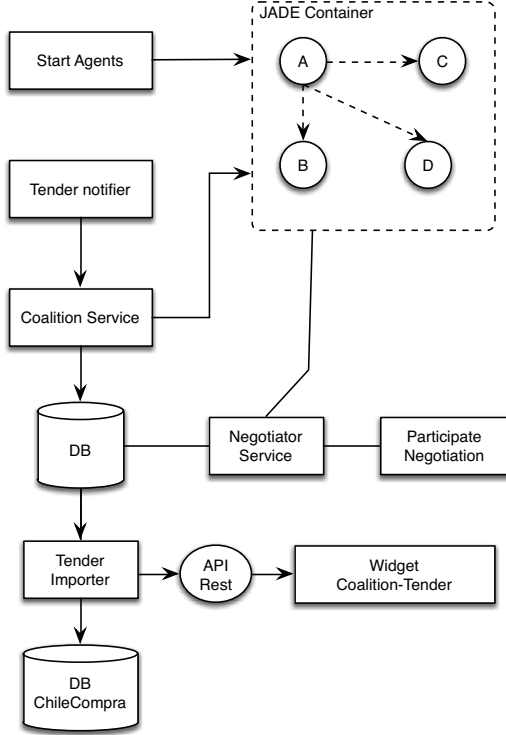 JADE Container
Start Agents
A
C
B
D
Tender notifier
Coalition Service
DB
Negotiator
Service
Participate
Negotiation
Tender
Importer
API
Rest
Widget
Coalition-Tender
DB
ChileCompra